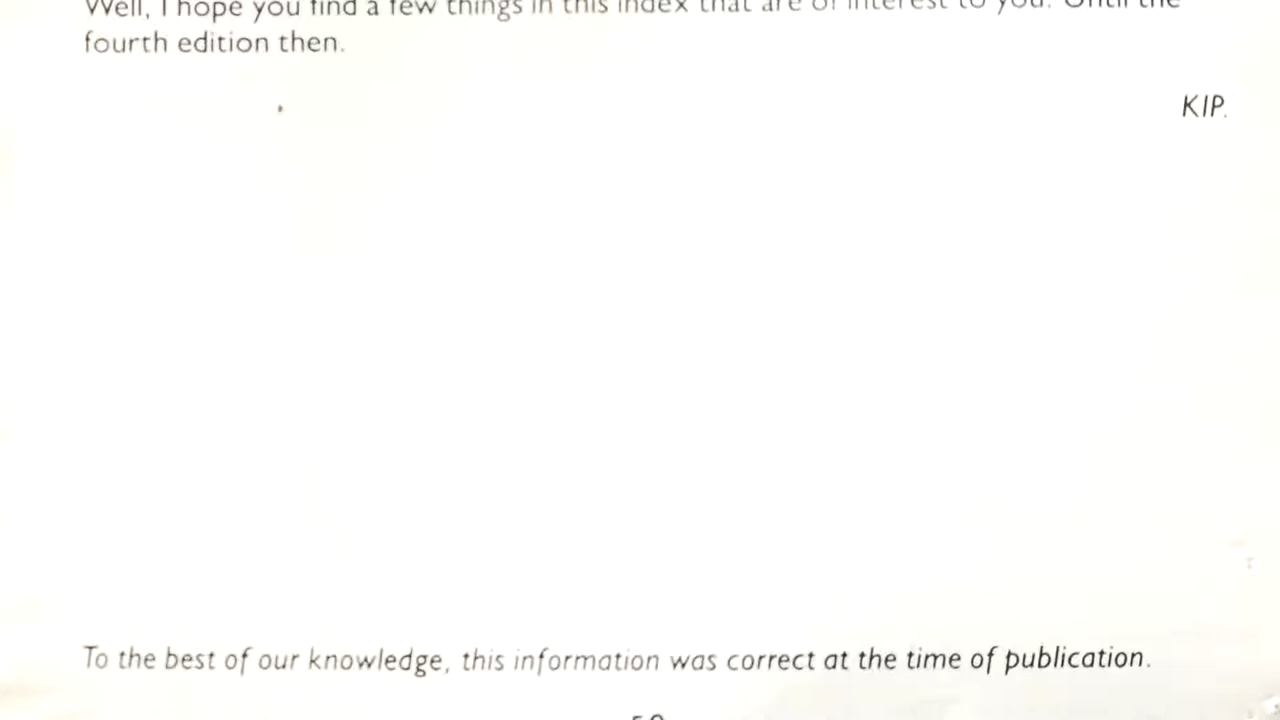 Well, I hope you find a few things in this index that are of interest to you. Until the
fourth edition then.
KIP.
To the best of our knowledge, this information was correct at the time of publication.